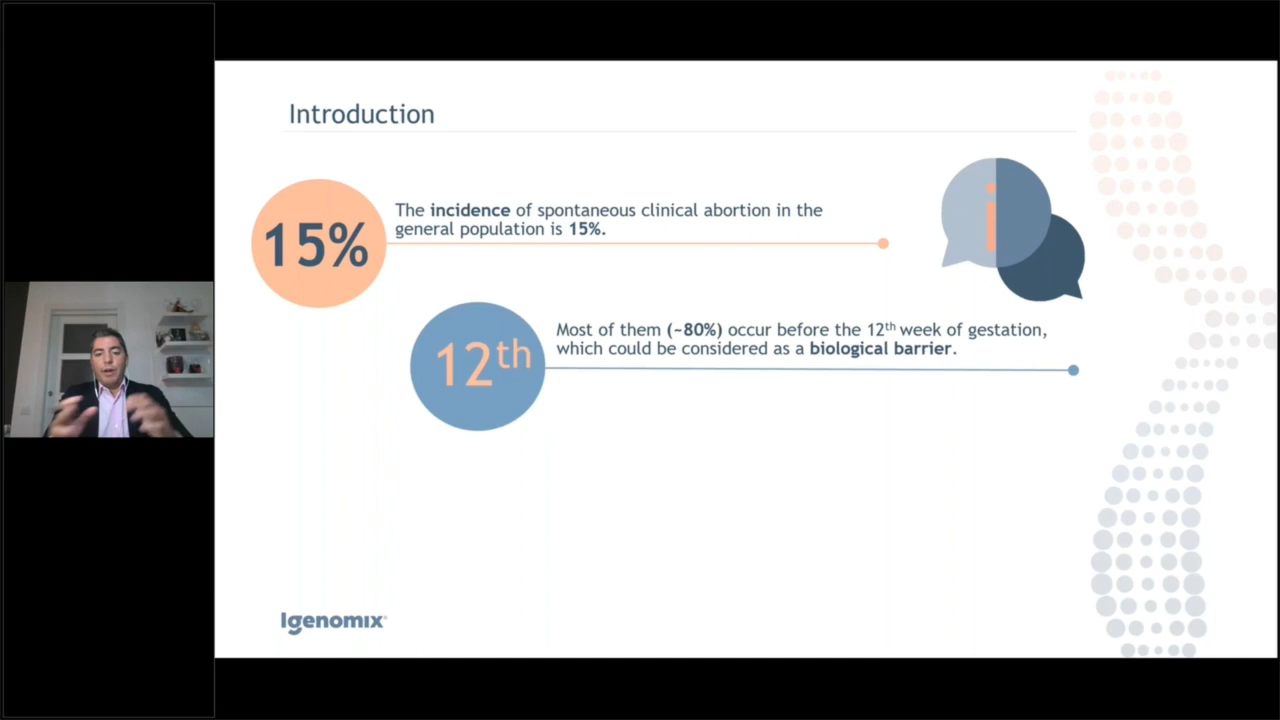 Introduction
15%
The incidence of spontaneous clinical abortion in the
general population is 15%.
i
12th
Most of them (~80%) occur before the 12th week of gestation,
which could be considered as a biological barrier.
Igenomix